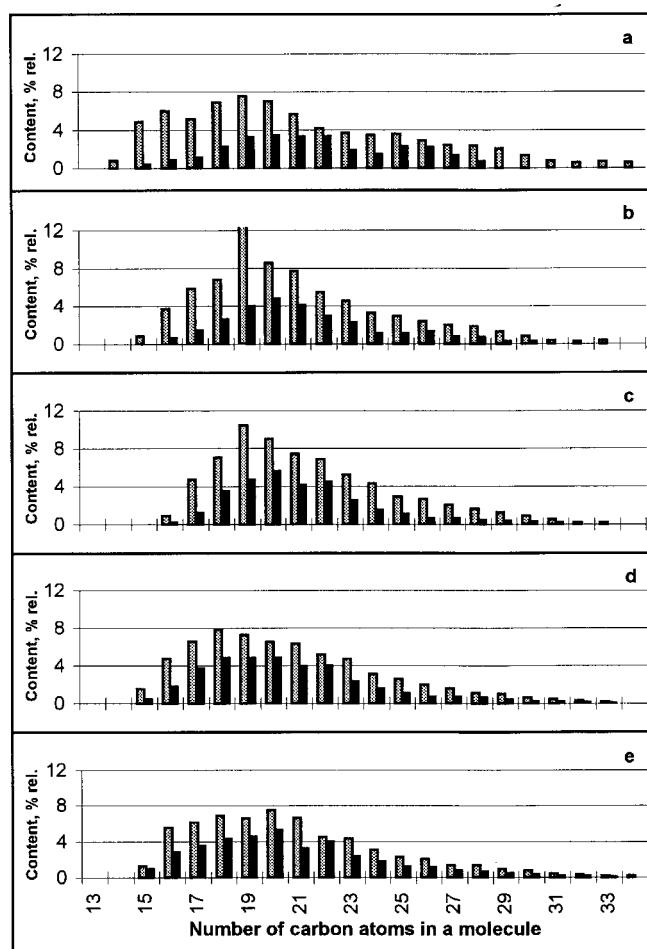 a
Content, % rel.
12
8
4
0
b
Content, % rel.
12
8
4
0
c
Content, % rel.
12
8
4
0
d
Content, % rel.
12
8
4
0
e
Content, % rel.
12
8
4
0
13 15 17 19 21 23 25 27 29 31 33
Number of carbon atoms in a molecule